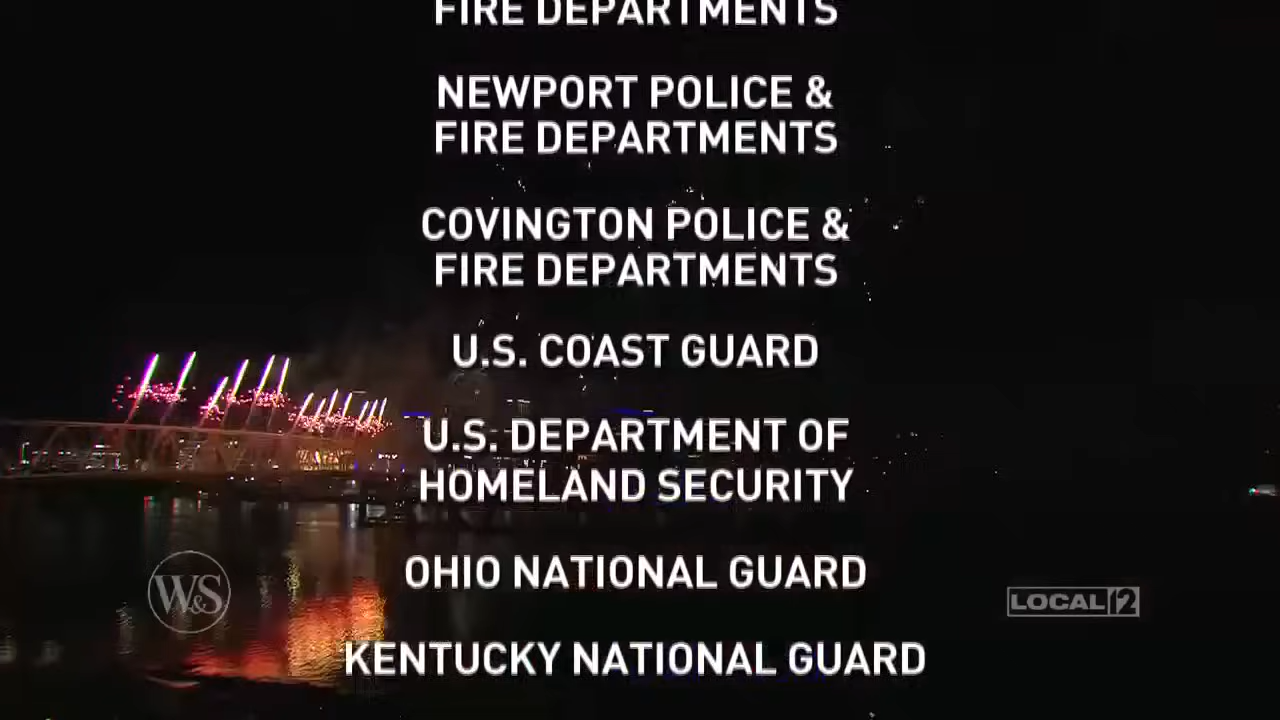 FIRE DEPARTMENTS
NEWPORT POLICE &
FIRE DEPARTMENTS
COVINGTON POLICE &
FIRE DEPARTMENTS
U.S. COAST GUARD
U.S. DEPARTMENT OF
HOMELAND SECURITY
OHIO NATIONAL GUARD
W&S
LOCAL 12
KENTUCKY NATIONAL GUARD